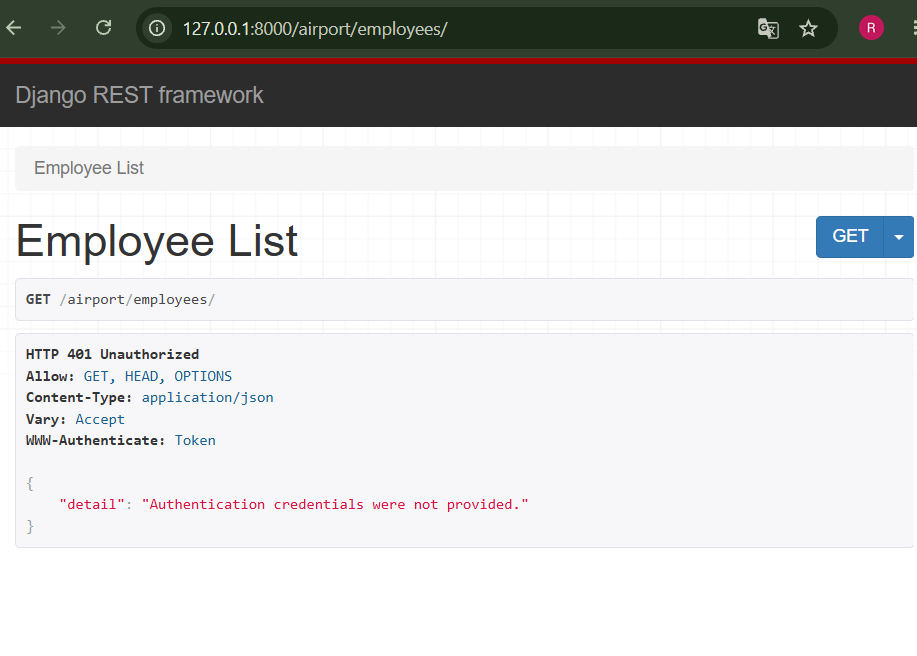 127.0.0.1:8000/airport/employees/
R
Django REST framework
Employee List
Employee List
GET
GET /airport/employees/
HTTP 401 Unauthorized
Allow: GET, HEAD, OPTIONS
Content-Type: application/json
Vary: Accept
WWW-Authenticate: Token
{
    "detail": "Authentication credentials were not provided."
}